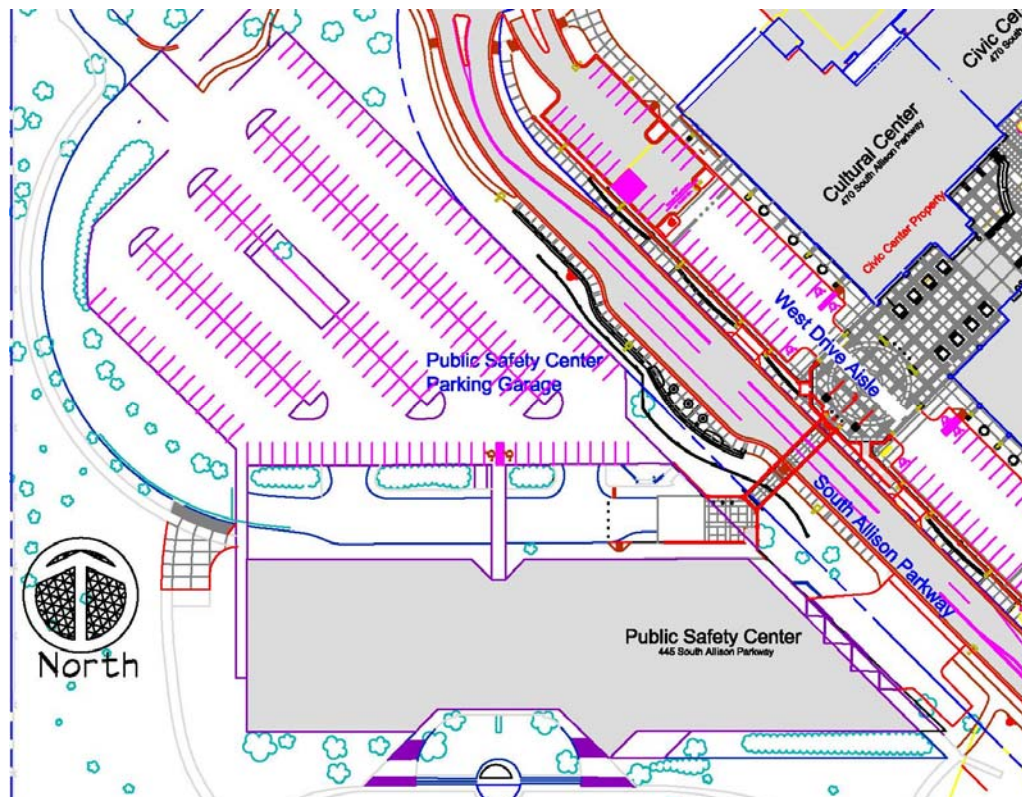 Civic Cen
470 South Allis
Cultural Center
470 South Allison Parkway
Civic Center Property
West Drive Aisle
Public Safety Center
Parking Garage
South Allison Parkway
Public Safety Center
445 South Allison Parkway
North